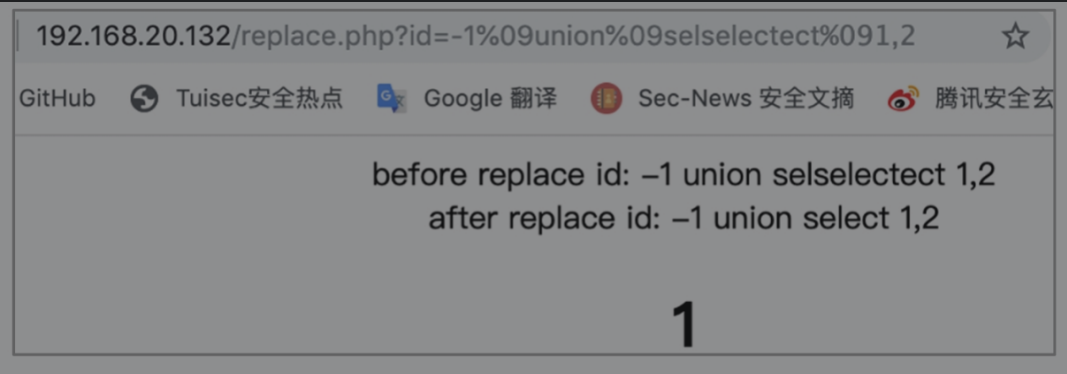 192.168.20.132/replace.php?id=-1%09union%09selselectect%091,2
GitHub Tuisec安全热点 Google 翻译 Sec-News 安全文摘 腾讯安全玄
before replace id: –1 union selselectect 1,2
after replace id: –1 union select 1,2
1